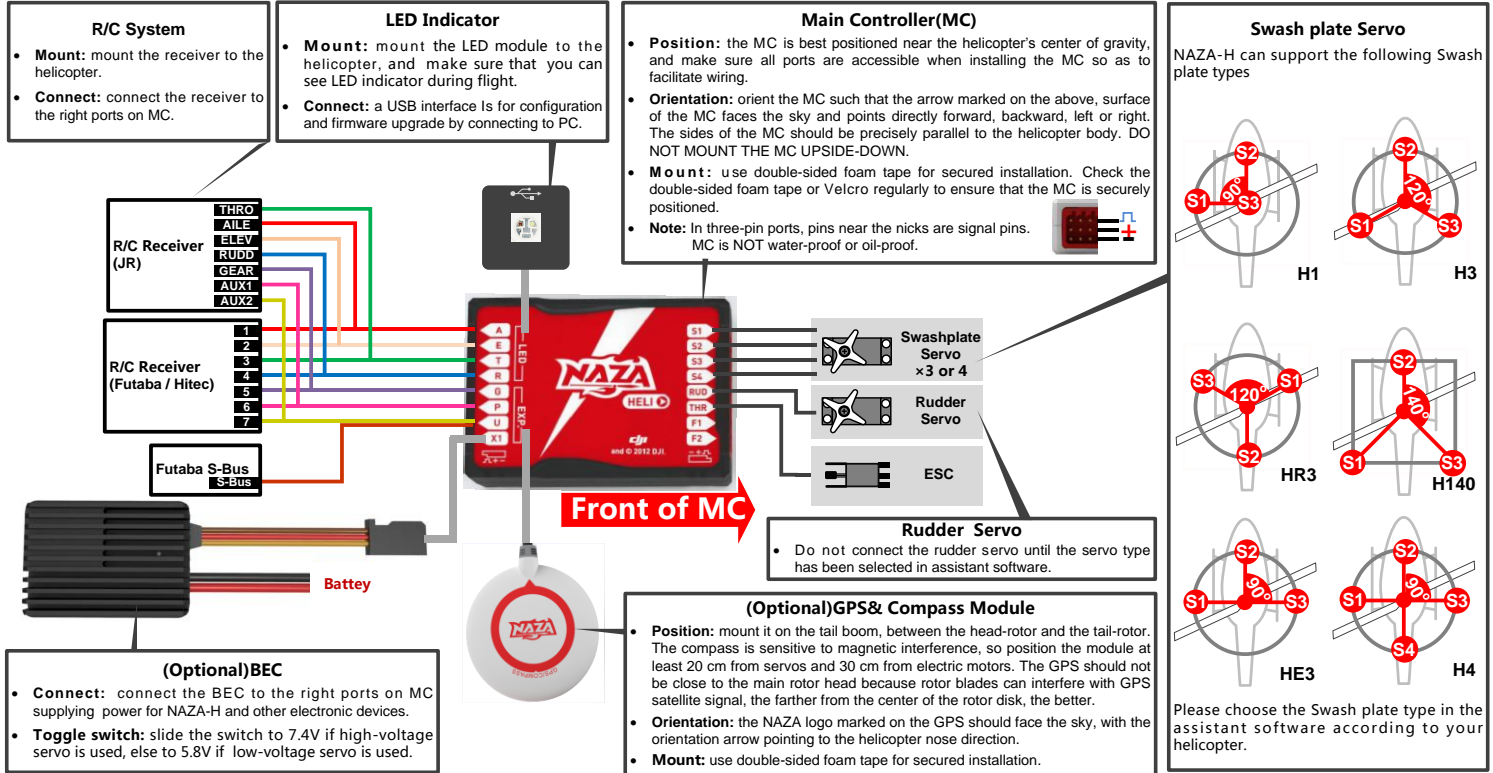 R/C System
• Mount: mount the receiver to the
helicopter.
• Connect: connect the receiver to
the right ports on MC.
LED Indicator
• Mount: mount the LED module to the
helicopter, and make sure that you can
see LED indicator during flight.
• Connect: a USB interface Is for configuration
and firmware upgrade by connecting to PC.
Main Controller(MC)
• Position: the MC is best positioned near the helicopter's center of gravity,
and make sure all ports are accessible when installing the MC so as to
facilitate wiring.
• Orientation: orient the MC such that the arrow marked on the above, surface
of the MC faces the sky and points directly forward, backward, left or right.
The sides of the MC should be precisely parallel to the helicopter body. DO
NOT MOUNT THE MC UPSIDE-DOWN.
• Mount: use double-sided foam tape for secured installation. Check the
double-sided foam tape or Velcro regularly to ensure that the MC is securely
positioned.
• Note: In three-pin ports, pins near the nicks are signal pins.
MC is NOT water-proof or oil-proof.
Swash plate Servo
NAZA-H can support the following Swash
plate types
S2
S1
90°
S3
H1
S2
120°
S1
S3
H3
S3
120°
S1
S2
HR3
S2
140°
S1
S3
H140
S2
90°
S1
S3
HE3
S2
90°
S1
S3
S4
H4
Please choose the Swash plate type in the
assistant software according to your
helicopter.
R/C Receiver
(JR)
THRO
AILE
ELEV
RUDD
GEAR
AUX1
AUX2
R/C Receiver
(Futaba / Hitec)
1
2
3
4
5
6
7
Futaba S-Bus
S-Bus
A
E
T
R
G
P
U
X1
LED
EXP.
NAZA
HELI
dji
and © 2012 DJI.
S1
S2
S3
S4
RUD
THR
F1
F2
Swashplate
Servo
×3 or 4
Rudder
Servo
ESC
Front of MC
Battey
Rudder Servo
• Do not connect the rudder servo until the servo type
has been selected in assistant software.
NAZA
GPS/COMPASS
(Optional)BEC
• Connect: connect the BEC to the right ports on MC
supplying power for NAZA-H and other electronic devices.
• Toggle switch: slide the switch to 7.4V if high-voltage
servo is used, else to 5.8V if low-voltage servo is used.
(Optional)GPS& Compass Module
• Position: mount it on the tail boom, between the head-rotor and the tail-rotor.
The compass is sensitive to magnetic interference, so position the module at
least 20 cm from servos and 30 cm from electric motors. The GPS should not
be close to the main rotor head because rotor blades can interfere with GPS
satellite signal, the farther from the center of the rotor disk, the better.
• Orientation: the NAZA logo marked on the GPS should face the sky, with the
orientation arrow pointing to the helicopter nose direction.
• Mount: use double-sided foam tape for secured installation.